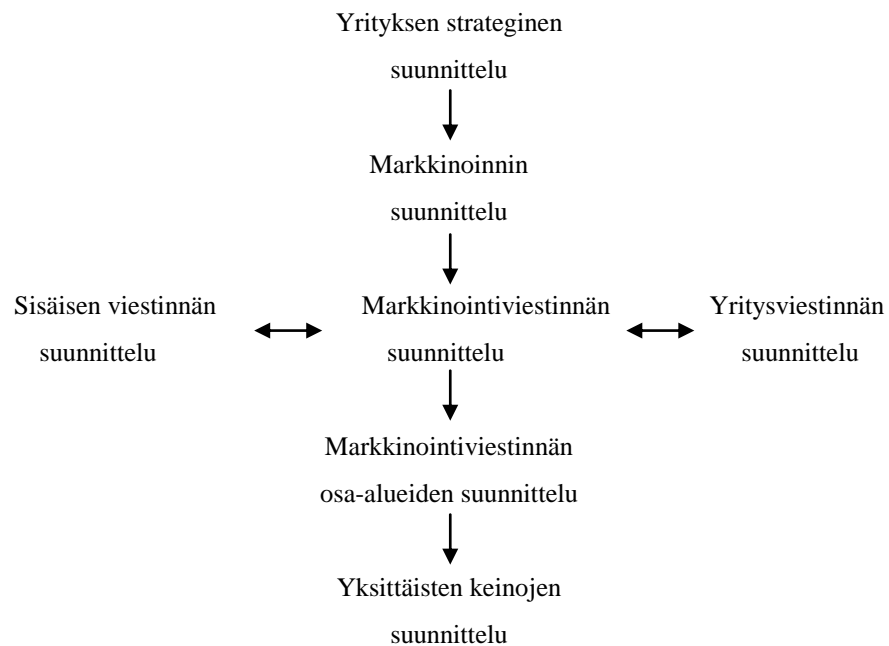 Yrityksen strateginen
suunnittelu
Markkinoinnin
suunnittelu
Sisäisen viestinnän
suunnittelu
Markkinointiviestinnän
suunnittelu
Yritysviestinnän
suunnittelu
Markkinointiviestinnän
osa-alueiden suunnittelu
Yksittäisten keinojen
suunnittelu